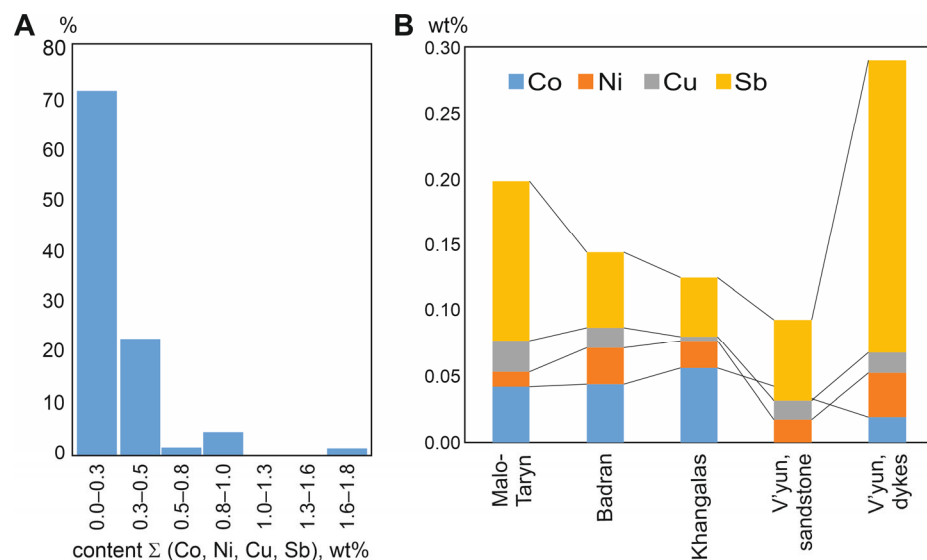 A
%
80
70
60
50
40
30
20
10
0
0.0–0.3
0.3–0.5
0.5–0.8
0.8–1.0
1.0–1.3
1.3–1.6
1.6–1.8
content Σ (Co, Ni, Cu, Sb), wt%
B
wt%
0.30
0.25
0.20
0.15
0.10
0.05
0.00
Co Ni Cu Sb
Malo-
Taryn
Badran
Khangalas
V'yun,
sandstone
V'yun,
dykes